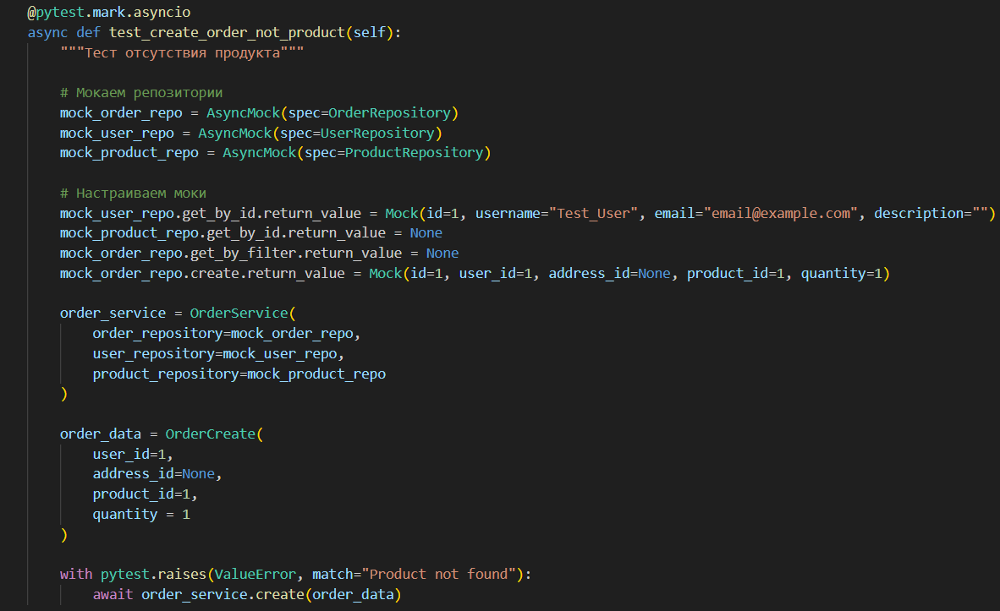 @pytest.mark.asyncio
async def test_create_order_not_product(self):
"""Тест отсутствия продукта"""
# Мокаем репозитории
mock_order_repo = AsyncMock(spec=OrderRepository)
mock_user_repo = AsyncMock(spec=UserRepository)
mock_product_repo = AsyncMock(spec=ProductRepository)
# Настраиваем моки
mock_user_repo.get_by_id.return_value = Mock(id=1, username="Test_User", email="email@example.com", description="")
mock_product_repo.get_by_id.return_value = None
mock_order_repo.get_by_filter.return_value = None
mock_order_repo.create.return_value = Mock(id=1, user_id=1, address_id=None, product_id=1, quantity=1)
order_service = OrderService(
order_repository=mock_order_repo,
user_repository=mock_user_repo,
product_repository=mock_product_repo
)
order_data = OrderCreate(
user_id=1,
address_id=None,
product_id=1,
quantity = 1
)
with pytest.raises(ValueError, match="Product not found"):
await order_service.create(order_data)